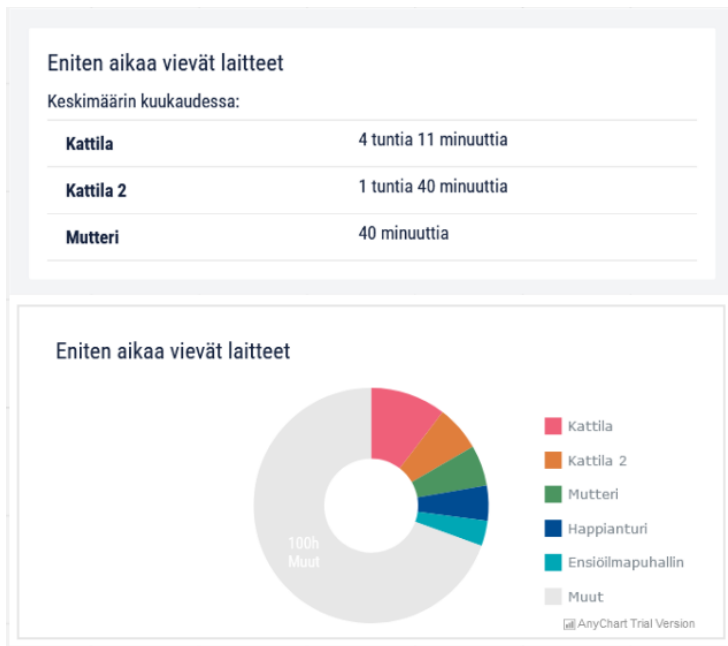 Eniten aikaa vievät laitteet
Keskimäärin kuukaudessa:
Kattila 4 tuntia 11 minuuttia
Kattila 2 1 tuntia 40 minuuttia
Mutteri 40 minuuttia
Eniten aikaa vievät laitteet
100h
Muut
Kattila
Kattila 2
Mutteri
Happianturi
Ensiöilmapuhallin
Muut
AnyChart Trial Version